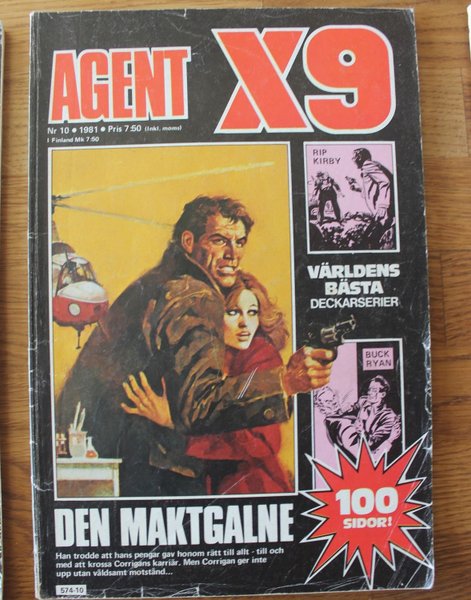 AGENT X9
Nr 10 • 1981 • Pris 7:50 (Inkl. moms)
I Finland Mk 7:50
RIP
KIRBY
VÄRLDENS
BÄSTA
DECKARSERIER
BUCK
RYAN
100
SIDOR!
DEN MAKTGALNE
Han trodde att hans pengar gav honom rätt till allt - till och
med att krossa Corrigans karriär. Men Corrigan ger inte
upp utan våldsamt motstånd...
574-10